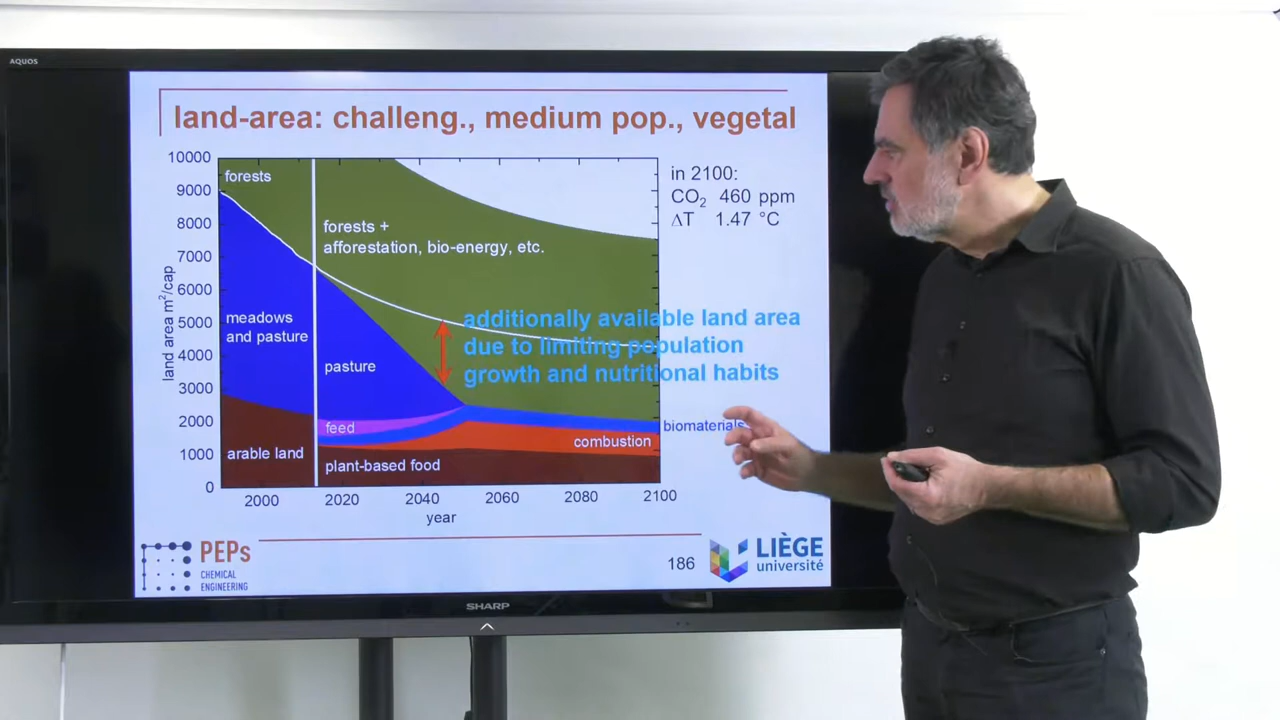 AQUOS
land-area: challeng., medium pop., vegetal
10000
9000
8000
7000
6000
5000
4000
3000
2000
1000
0
land area m²/cap
forests
forests +
afforestation, bio-energy, etc.
meadows
and pasture
pasture
feed
arable land
plant-based food
combustion
biomaterials
additionally available land area
due to limiting population
growth and nutritional habits
in 2100:
CO₂ 460 ppm
ΔT 1.47 °C
2000 2020 2040 2060 2080 2100
year
PEPs
CHEMICAL
ENGINEERING
186
LIÈGE
université
SHARP